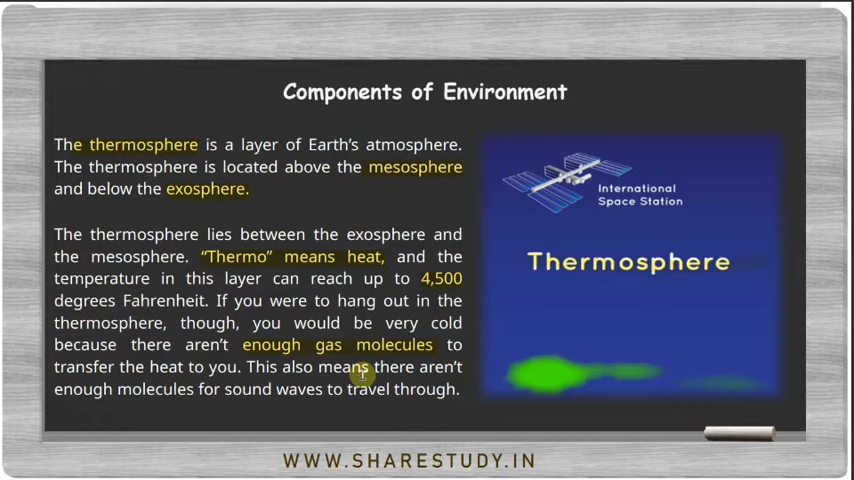 Components of Environment
The thermosphere is a layer of Earth's atmosphere.
The thermosphere is located above the mesosphere
and below the exosphere.
The thermosphere lies between the exosphere and
the mesosphere. "Thermo" means heat, and the
temperature in this layer can reach up to 4,500
degrees Fahrenheit. If you were to hang out in the
thermosphere, though, you would be very cold
because there aren't enough gas molecules to
transfer the heat to you. This also means there aren't
enough molecules for sound waves to travel through.
International
Space Station
Thermosphere
WWW.SHARESTUDY.IN